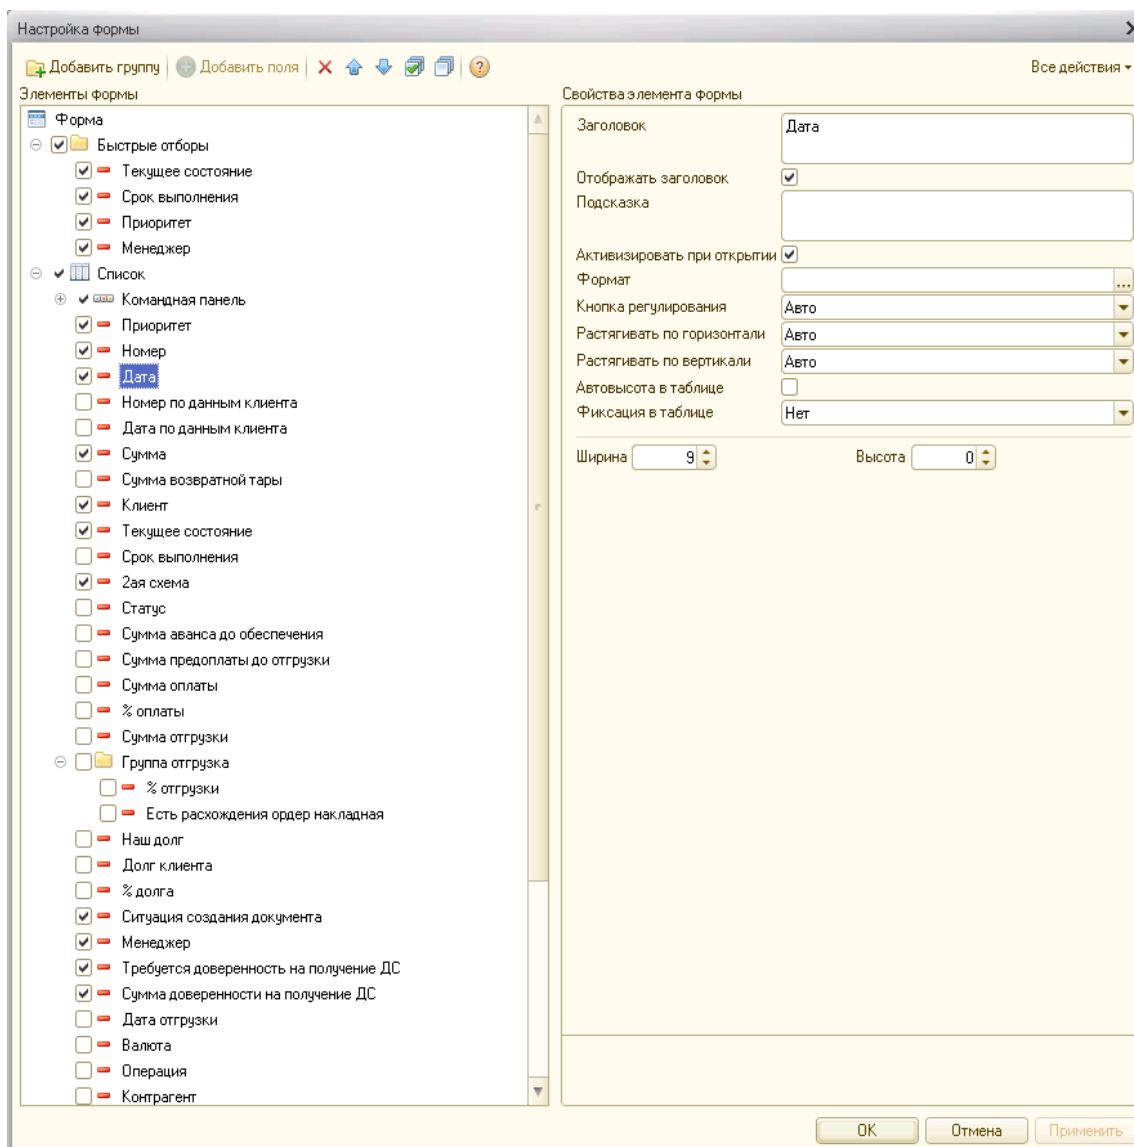 Настройка формы
Добавить группу Добавить поля Все действия
Элементы формы
Форма
Быстрые отборы
Текущее состояние
Срок выполнения
Приоритет
Менеджер
Список
Командная панель
Приоритет
Номер
Дата
Номер по данным клиента
Дата по данным клиента
Сумма
Сумма возвратной тары
Клиент
Текущее состояние
Срок выполнения
2ая схема
Статус
Сумма аванса до обеспечения
Сумма предоплаты до отгрузки
Сумма оплаты
% оплаты
Сумма отгрузки
Группа отгрузка
% отгрузки
Есть расхождения ордер накладная
Наш долг
Долг клиента
% долга
Ситуация создания документа
Менеджер
Требуется доверенность на получение ДС
Сумма доверенности на получение ДС
Дата отгрузки
Валюта
Операция
Контрагент
Свойства элемента формы
Заголовок Дата
Отображать заголовок
Подсказка
Активизировать при открытии
Формат ...
Кнопка регулирования Авто
Растягивать по горизонтали Авто
Растягивать по вертикали Авто
Автовысота в таблице
Фиксация в таблице Нет
Ширина 9 Высота 0
ОК Отмена Применить